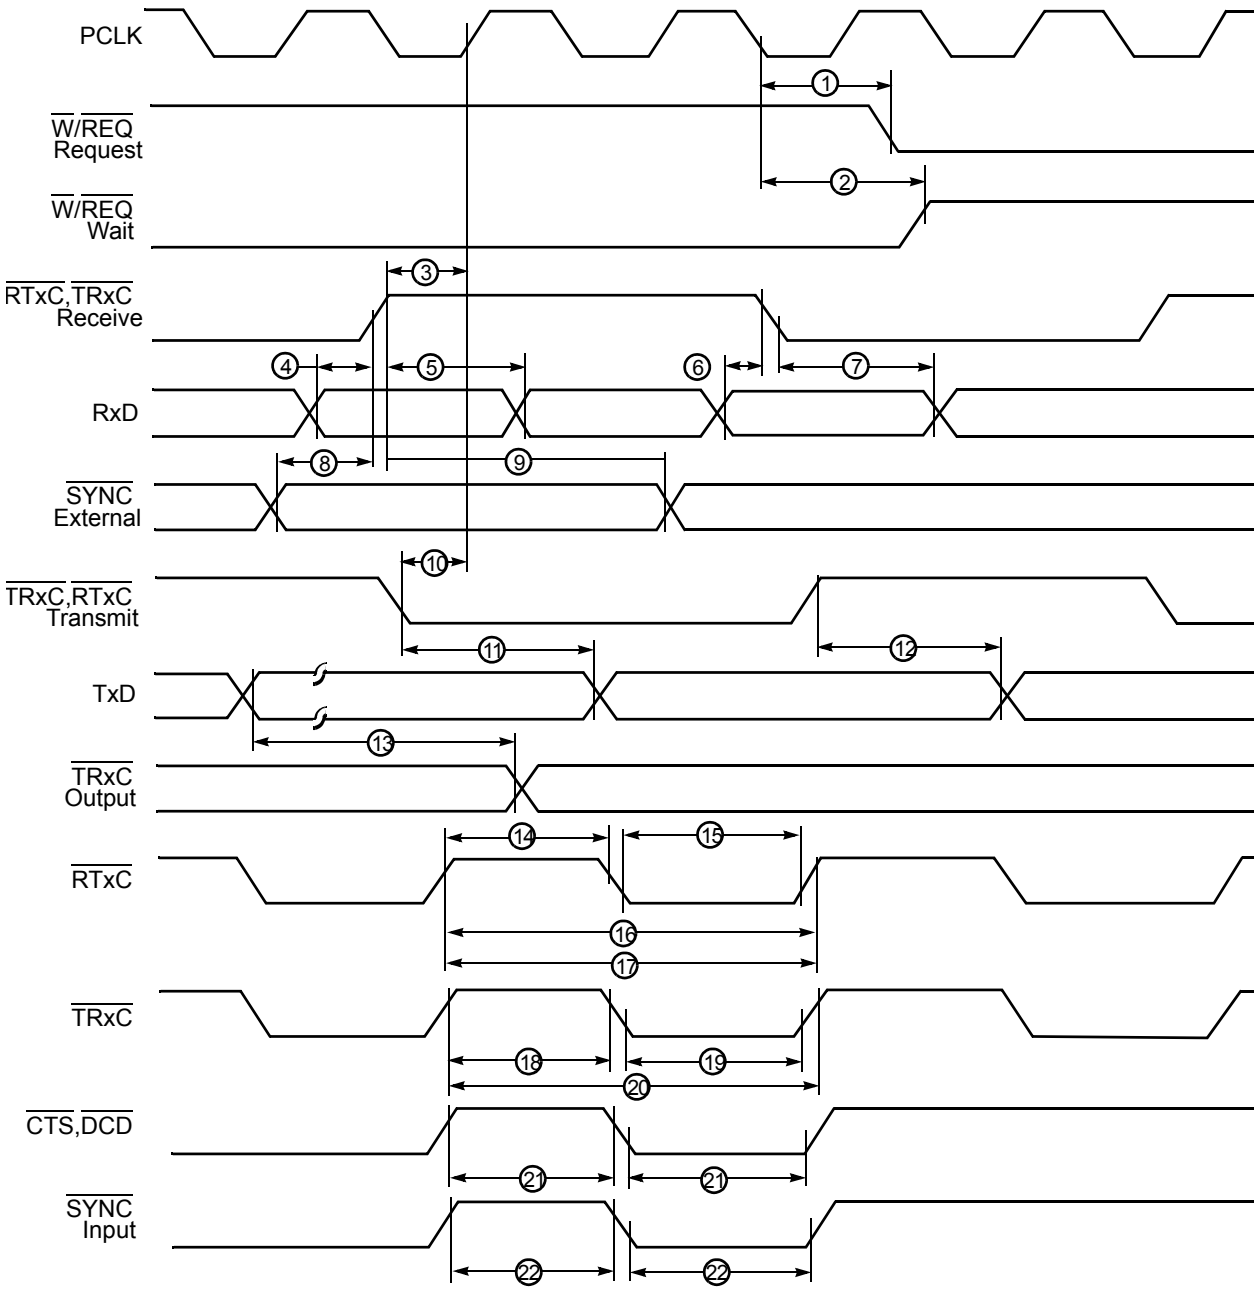 PCLK
1
W/REQ
Request
2
W/REQ
Wait
3
RTxC,TRxC
Receive
4
5
6
7
RxD
8
9
SYNC
External
10
TRxC,RTxC
Transmit
11
12
TxD
13
TRxC
Output
14
15
RTxC
16
17
TRxC
18
19
20
CTS,DCD
21
21
SYNC
Input
22
22